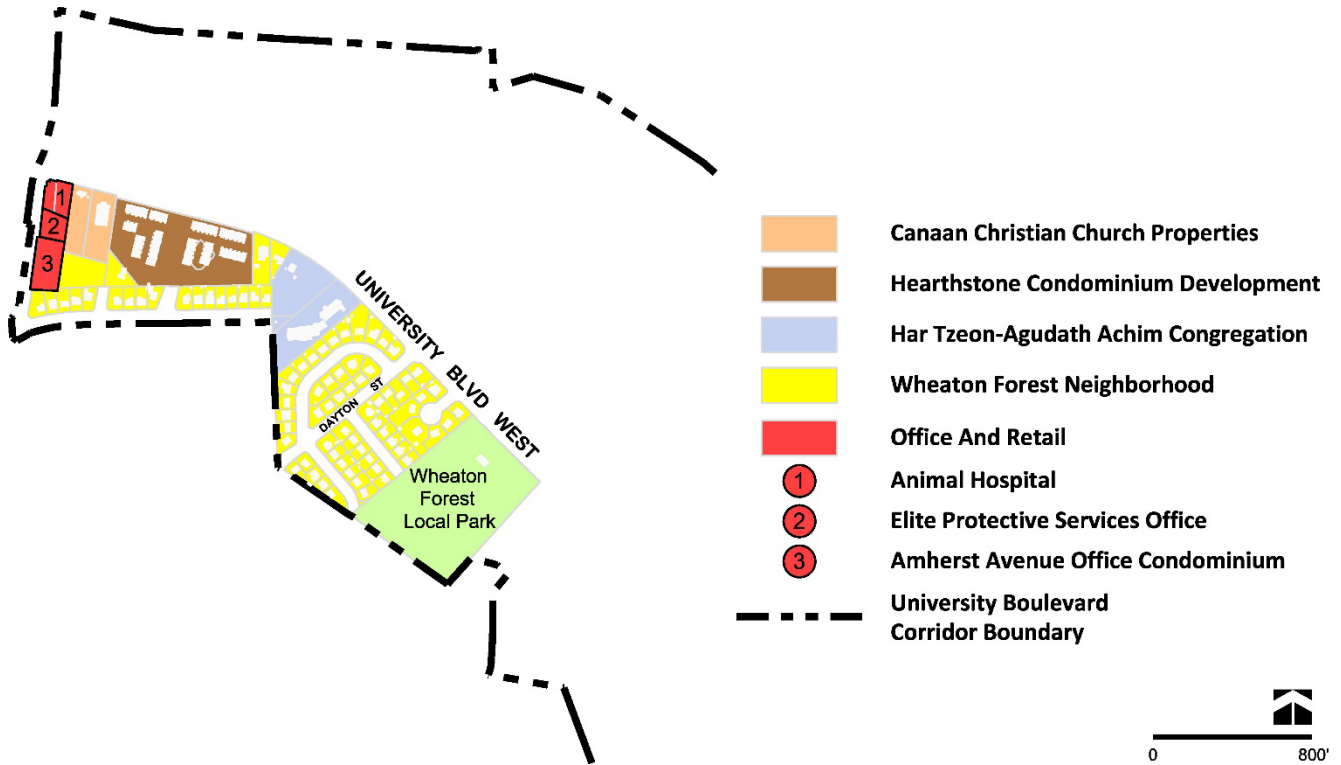 1
2
3
UNIVERSITY BLVD WEST
DAYTON ST
Wheaton
Forest
Local Park
Canaan Christian Church Properties
Hearthstone Condominium Development
Har Tzeon-Agudath Achim Congregation
Wheaton Forest Neighborhood
Office And Retail
1 Animal Hospital
2 Elite Protective Services Office
3 Amherst Avenue Office Condominium
University Boulevard
Corridor Boundary
0 800'